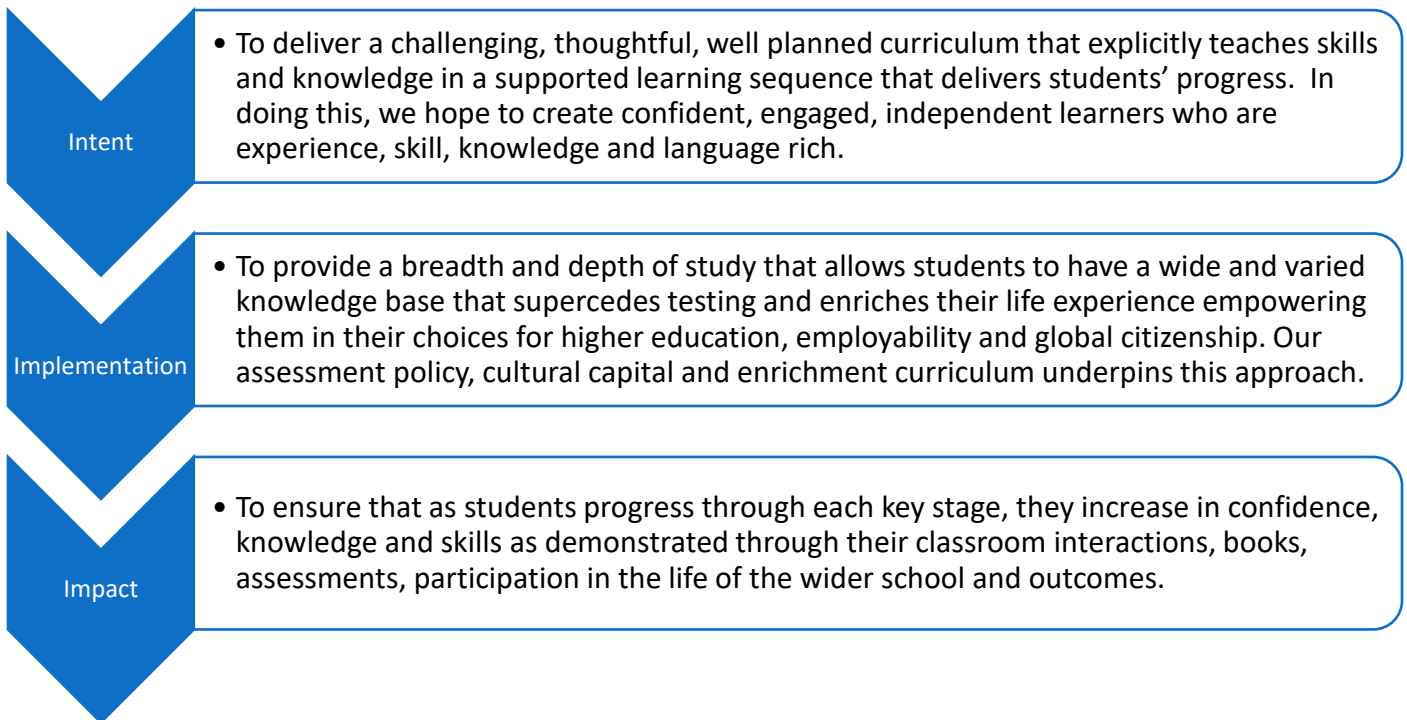 Intent
• To deliver a challenging, thoughtful, well planned curriculum that explicitly teaches skills
and knowledge in a supported learning sequence that delivers students’ progress.  In
doing this, we hope to create confident, engaged, independent learners who are
experience, skill, knowledge and language rich.
Implementation
• To provide a breadth and depth of study that allows students to have a wide and varied
knowledge base that supercedes testing and enriches their life experience empowering
them in their choices for higher education, employability and global citizenship. Our
assessment policy, cultural capital and enrichment curriculum underpins this approach.
Impact
• To ensure that as students progress through each key stage, they increase in confidence,
knowledge and skills as demonstrated through their classroom interactions, books,
assessments, participation in the life of the wider school and outcomes.